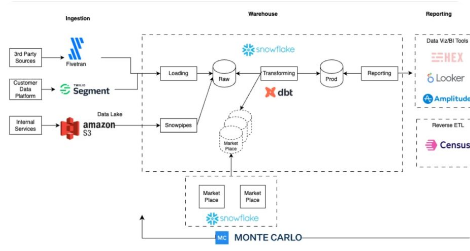 Ingestion
Warehouse
Reporting
3rd Party
Sources
Fivetran
Customer
Data
Platform
TWILIO
Segment
Data Lake
Internal
Services
amazon
S3
Loading
Snowpipes
snowflake
Raw
Transforming
dbt
Prod
Reporting
Market
Place
Market
Place
Market
Place
snowflake
Data Viz/BI Tools
HEX
Looker
Amplitude
Reverse ETL
Census
MC MONTE CARLO